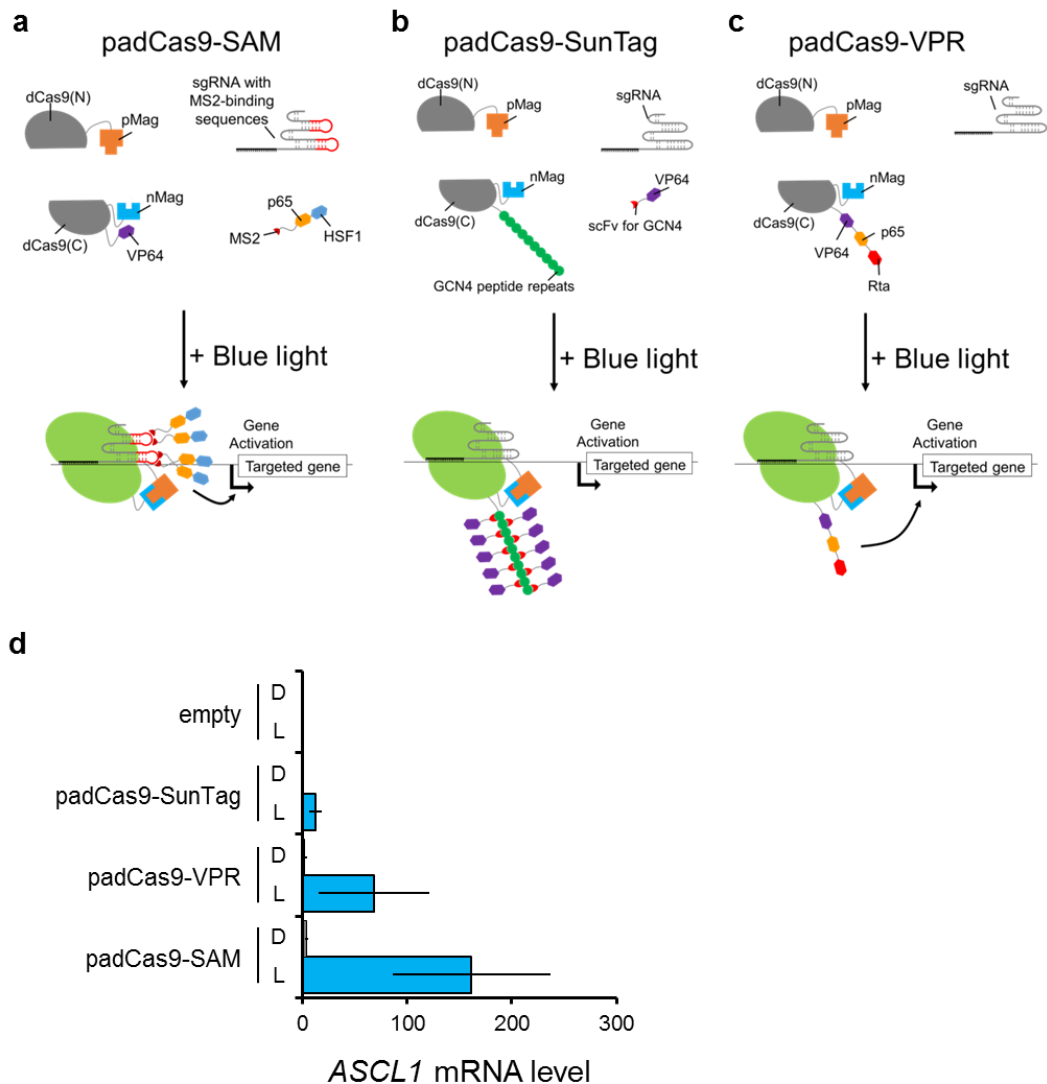 a
padCas9-SAM
dCas9(N)
pMag
sgRNA with
MS2-binding
sequences
nMag
dCas9(C)
VP64
p65
MS2
HSF1
+ Blue light
Gene
Activation
Targeted gene
b
padCas9-SunTag
dCas9(N)
pMag
sgRNA
nMag
dCas9(C)
VP64
scFv for GCN4
GCN4 peptide repeats
+ Blue light
Gene
Activation
Targeted gene
c
padCas9-VPR
dCas9(N)
pMag
sgRNA
nMag
dCas9(C)
VP64
p65
Rta
+ Blue light
Gene
Activation
Targeted gene
d
empty
D
L
padCas9-SunTag
D
L
padCas9-VPR
D
L
padCas9-SAM
D
L
0
100
200
300
ASCL1 mRNA level